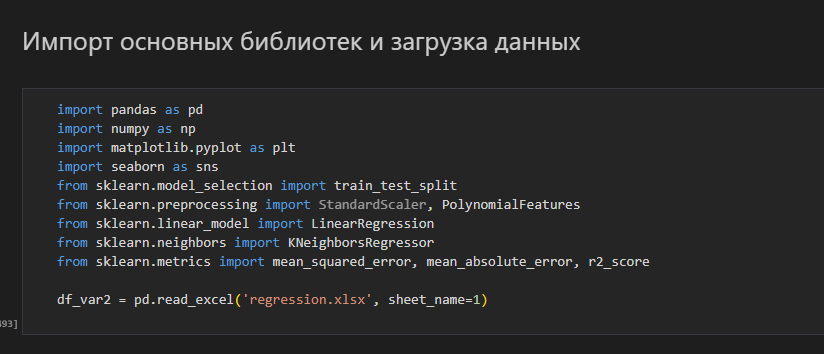 Импорт основных библиотек и загрузка данных
import pandas as pd
import numpy as np
import matplotlib.pyplot as plt
import seaborn as sns
from sklearn.model_selection import train_test_split
from sklearn.preprocessing import StandardScaler, PolynomialFeatures
from sklearn.linear_model import LinearRegression
from sklearn.neighbors import KNeighborsRegressor
from sklearn.metrics import mean_squared_error, mean_absolute_error, r2_score
df_var2 = pd.read_excel('regression.xlsx', sheet_name=1)
493]